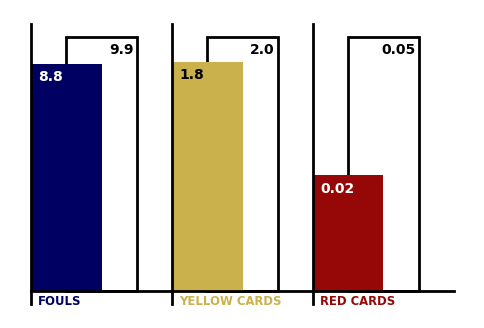 9.9
2.0
0.05
8.8
1.8
0.02
FOULS
YELLOW CARDS
RED CARDS